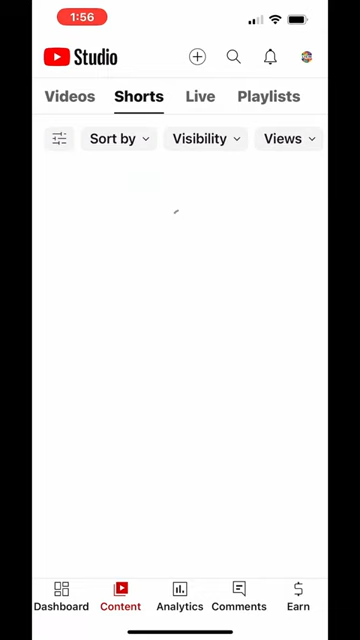 1:56
Studio
Videos Shorts Live Playlists
Sort by Visibility Views
Dashboard Content Analytics Comments Earn